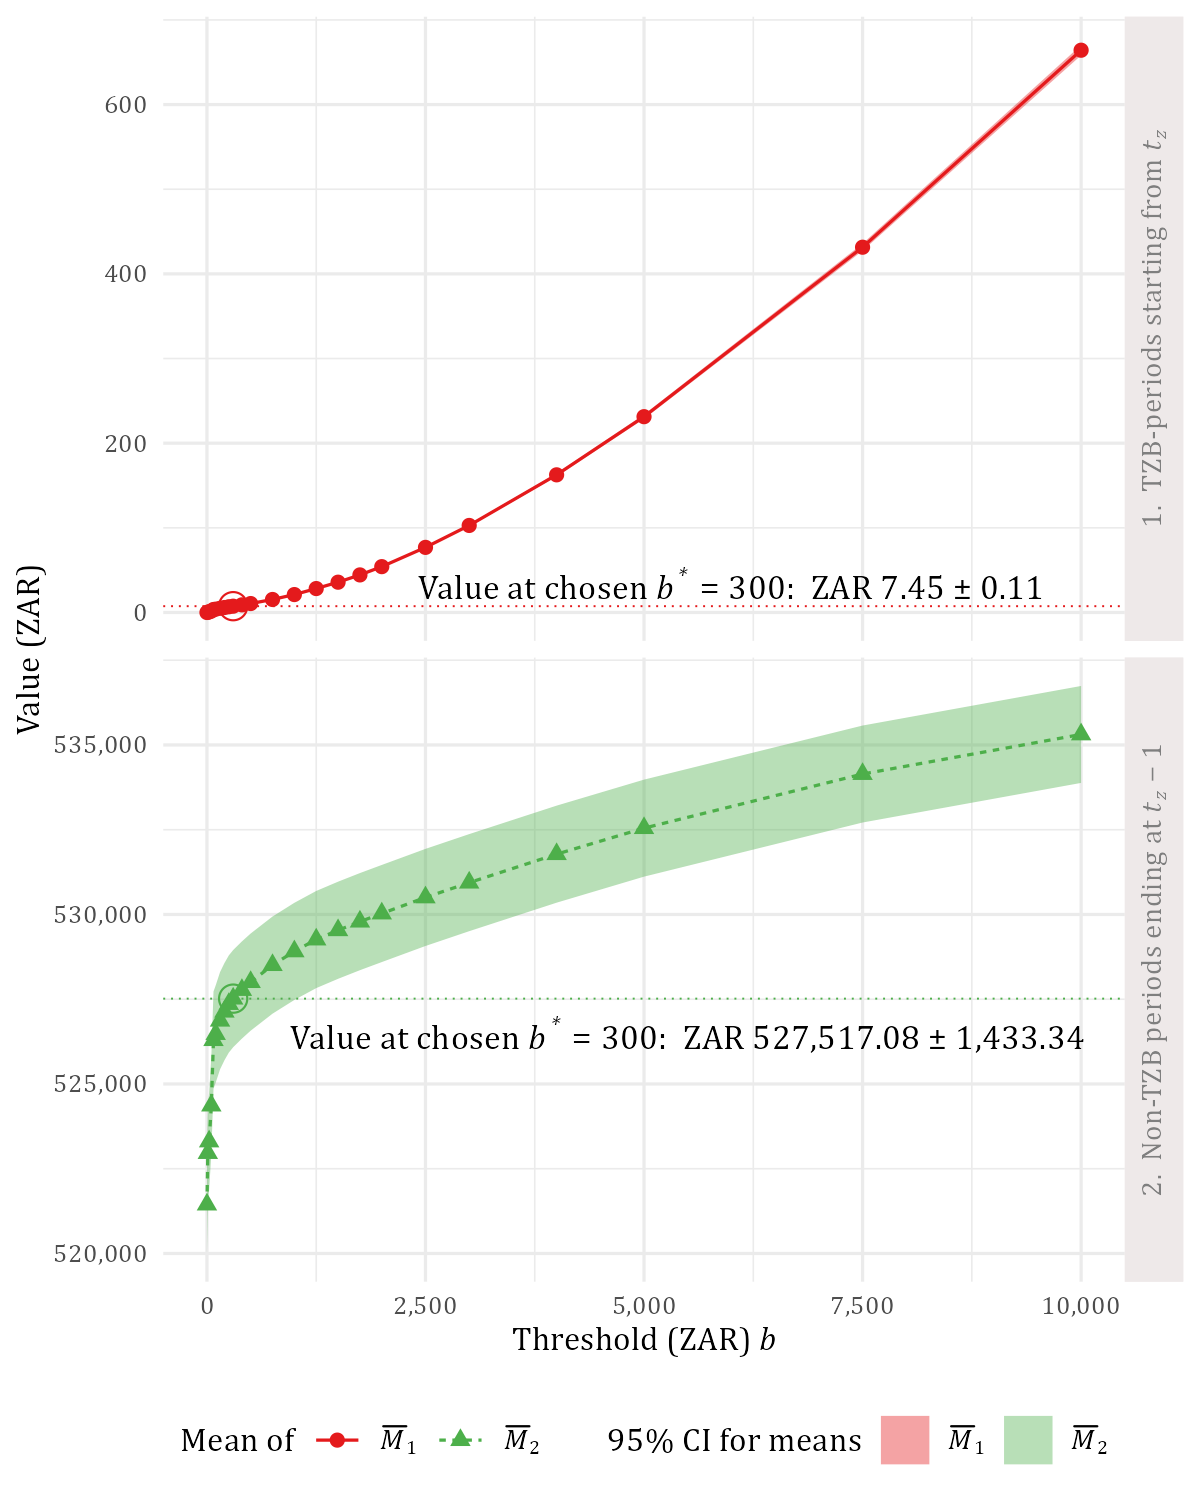 600
400
200
0
Value at chosen b* = 300: ZAR 7.45 ± 0.11
1. TZB-periods starting from t_z
Value (ZAR)
535,000
530,000
525,000
520,000
Value at chosen b* = 300: ZAR 527,517.08 ± 1,433.34
2. Non-TZB periods ending at t_z − 1
0 2,500 5,000 7,500 10,000
Threshold (ZAR) b
Mean of M̅₁ M̅₂ 95% CI for means M̅₁ M̅₂